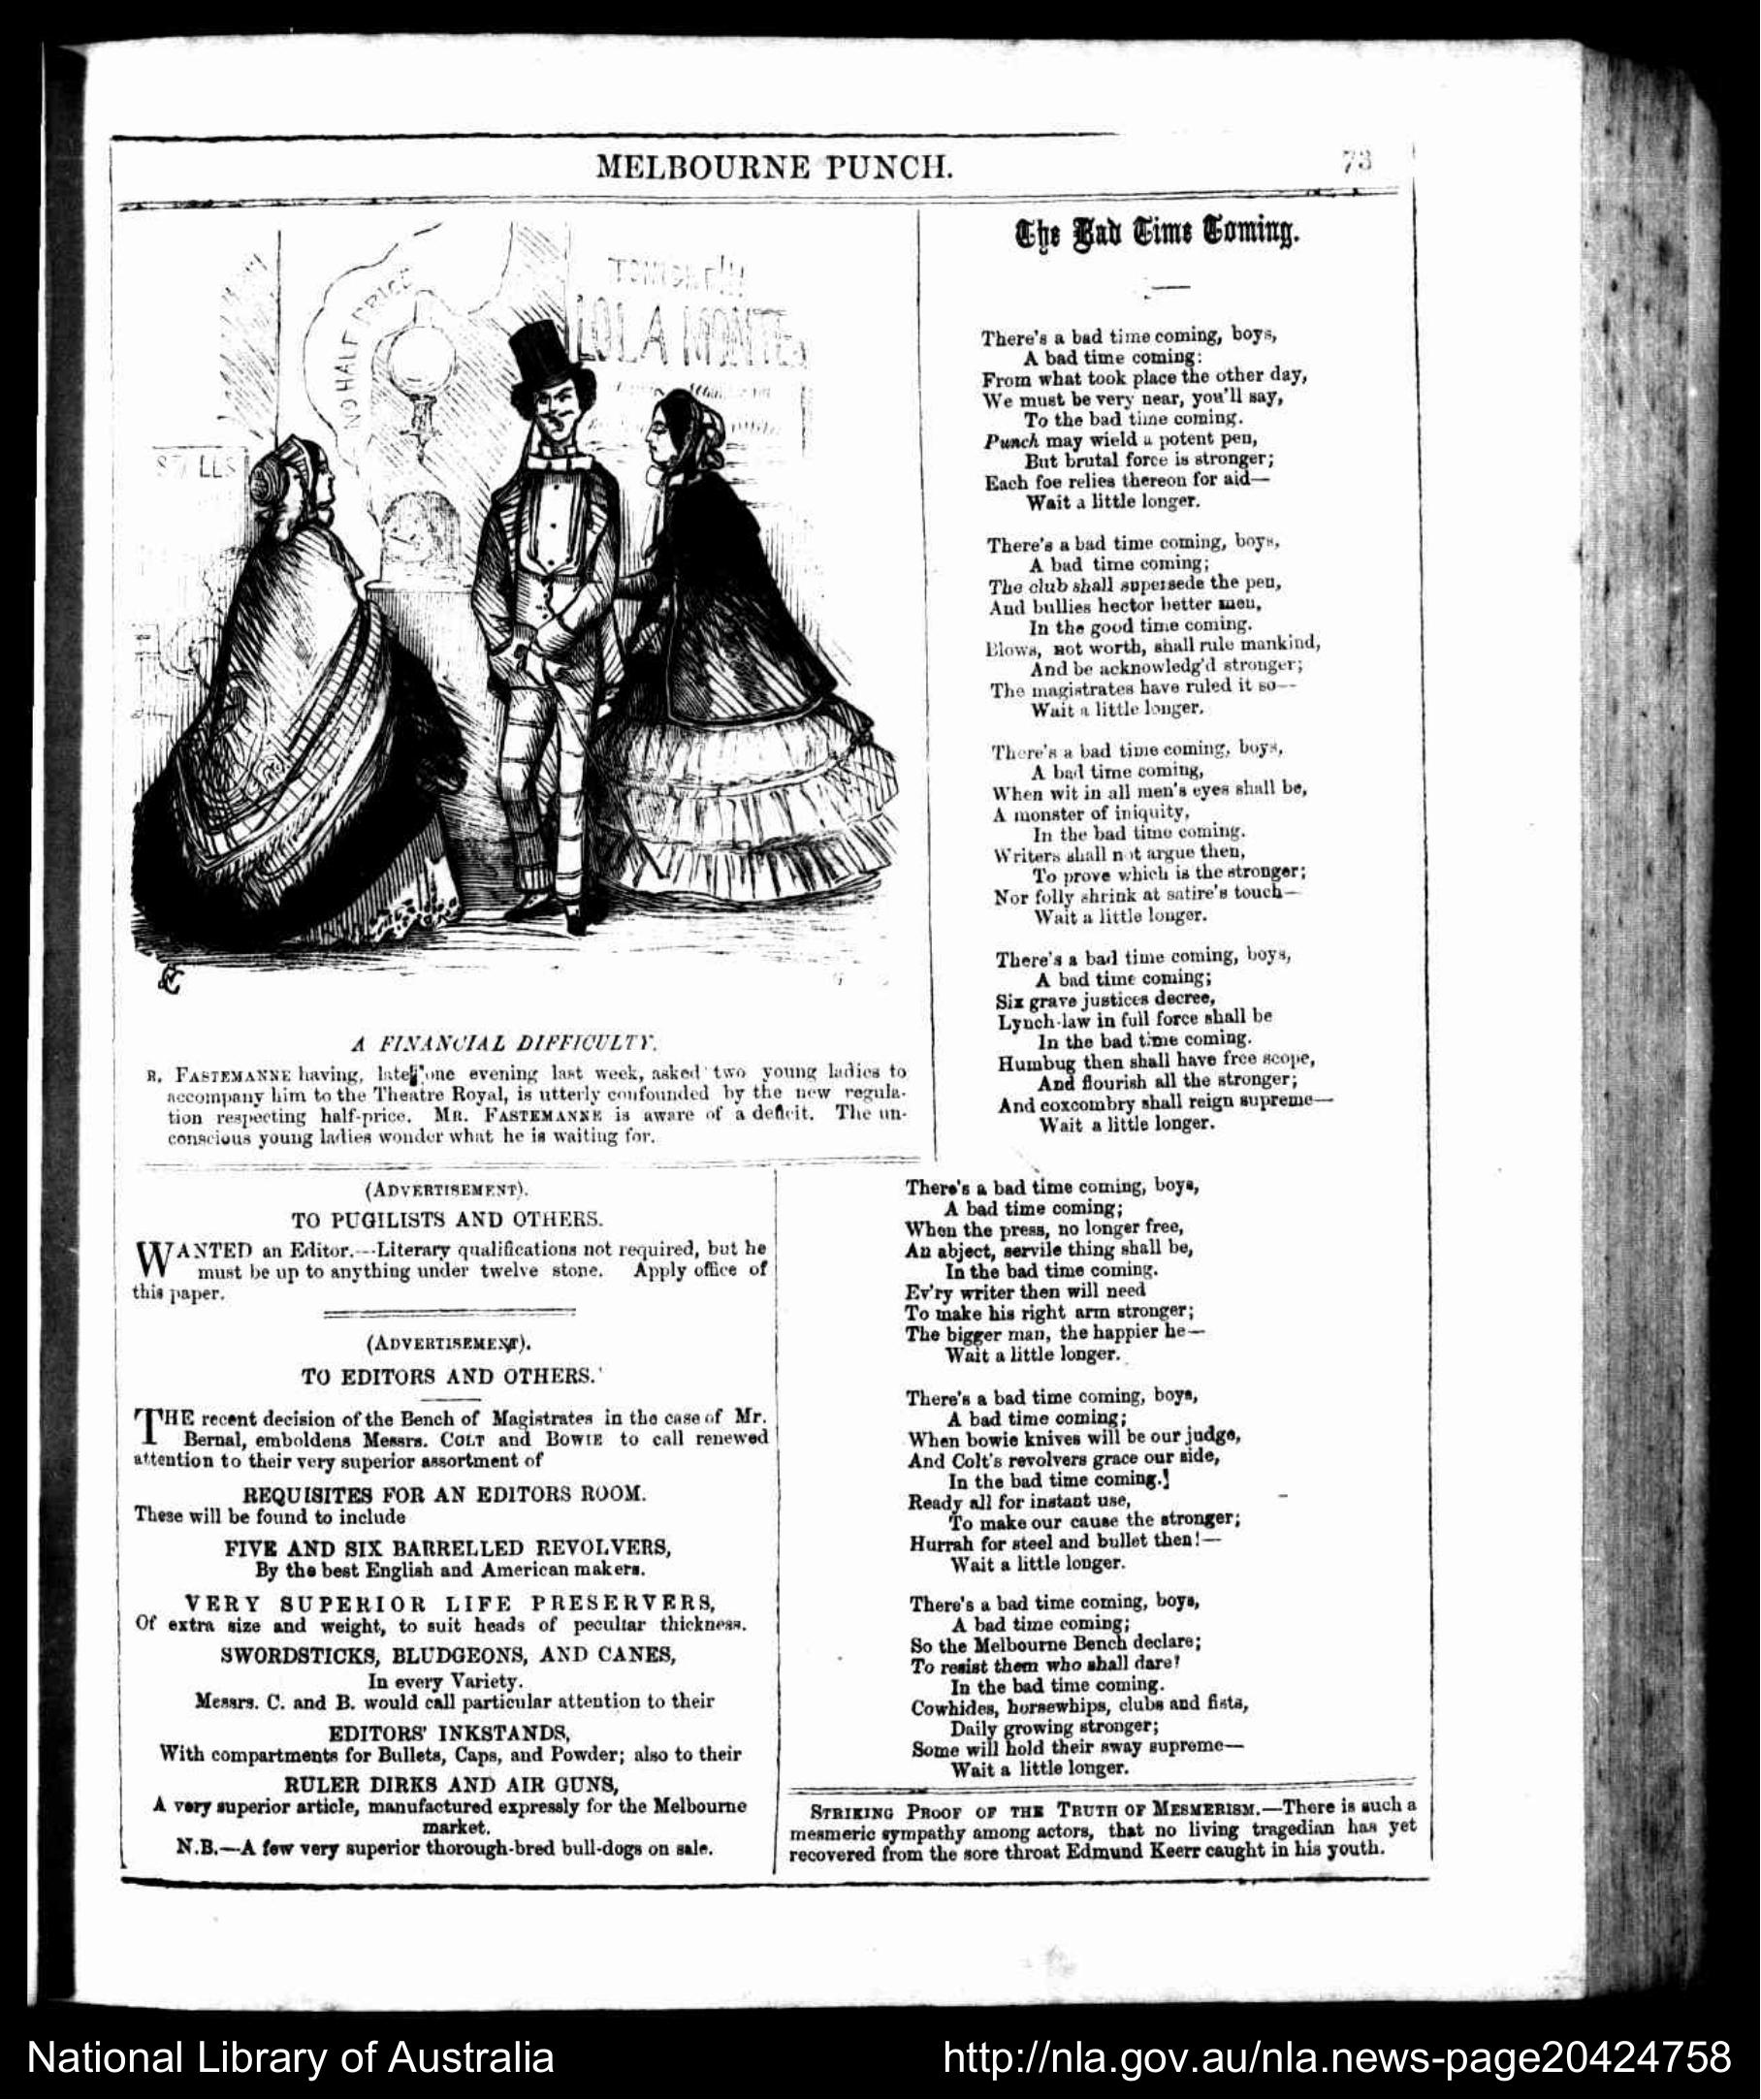 MELBOURNE PUNCH.
73
NO HALF PRICE
LOLA MONTE
A FINANCIAL DIFFICULTY.
R. FASTEMANNE having, late one evening last week, asked two young ladies to
accompany him to the Theatre Royal, is utterly confounded by the new regula-
tion respecting half-price. MR. FASTEMANNE is aware of a deficit. The un-
conscious young ladies wonder what he is waiting for.
(ADVERTISEMENT).
TO PUGILISTS AND OTHERS.
WANTED an Editor.—Literary qualifications not required, but he
must be up to anything under twelve stone. Apply office of
this paper.
(ADVERTISEMENT).
TO EDITORS AND OTHERS.
THE recent decision of the Bench of Magistrates in the case of Mr.
Bernal, emboldens Messrs. COLT and BOWIE to call renewed
attention to their very superior assortment of
REQUISITES FOR AN EDITORS ROOM.
These will be found to include
FIVE AND SIX BARRELLED REVOLVERS,
By the best English and American makers.
VERY SUPERIOR LIFE PRESERVERS,
Of extra size and weight, to suit heads of peculiar thickness.
SWORDSTICKS, BLUDGEONS, AND CANES,
In every Variety.
Messrs. C. and B. would call particular attention to their
EDITORS' INKSTANDS,
With compartments for Bullets, Caps, and Powder; also to their
RULER DIRKS AND AIR GUNS,
A very superior article, manufactured expressly for the Melbourne
market.
N.B.—A few very superior thorough-bred bull-dogs on sale.
The Bad Time Coming.
There's a bad time coming, boys,
A bad time coming:
From what took place the other day,
We must be very near, you'll say,
To the bad time coming.
Punch may wield a potent pen,
But brutal force is stronger;
Each foe relies thereon for aid—
Wait a little longer.
There's a bad time coming, boys,
A bad time coming;
The club shall supersede the pen,
And bullies hector better men,
In the good time coming.
Blows, not worth, shall rule mankind,
And be acknowledg'd stronger;
The magistrates have ruled it so--
Wait a little longer.
There's a bad time coming, boys,
A bad time coming,
When wit in all men's eyes shall be,
A monster of iniquity,
In the bad time coming.
Writers shall not argue then,
To prove which is the stronger;
Nor folly shrink at satire's touch—
Wait a little longer.
There's a bad time coming, boys,
A bad time coming;
Six grave justices decree,
Lynch-law in full force shall be
In the bad time coming.
Humbug then shall have free scope,
And flourish all the stronger;
And coxcombry shall reign supreme—
Wait a little longer.
There's a bad time coming, boys,
A bad time coming;
When the press, no longer free,
An abject, servile thing shall be,
In the bad time coming.
Ev'ry writer then will need
To make his right arm stronger;
The bigger man, the happier he—
Wait a little longer.
There's a bad time coming, boys,
A bad time coming;
When bowie knives will be our judge,
And Colt's revolvers grace our side,
In the bad time coming.
Ready all for instant use,
To make our cause the stronger;
Hurrah for steel and bullet then!—
Wait a little longer.
There's a bad time coming, boys,
A bad time coming;
So the Melbourne Bench declare;
To resist them who shall dare?
In the bad time coming.
Cowhides, horsewhips, clubs and fists,
Daily growing stronger;
Some will hold their sway supreme—
Wait a little longer.
STRIKING PROOF OF THE TRUTH OF MESMERISM.—There is such a
mesmeric sympathy among actors, that no living tragedian has yet
recovered from the sore throat Edmund Keerr caught in his youth.
National Library of Australia
http://nla.gov.au/nla.news-page20424758